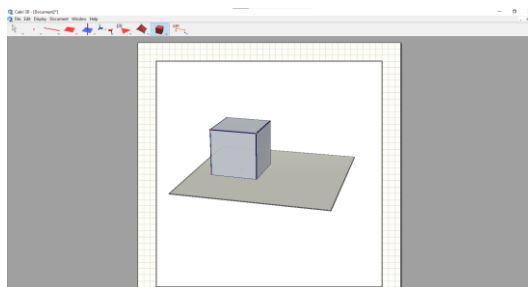 Cabri 3D - [Document1*]
File Edit Display Document Window Help